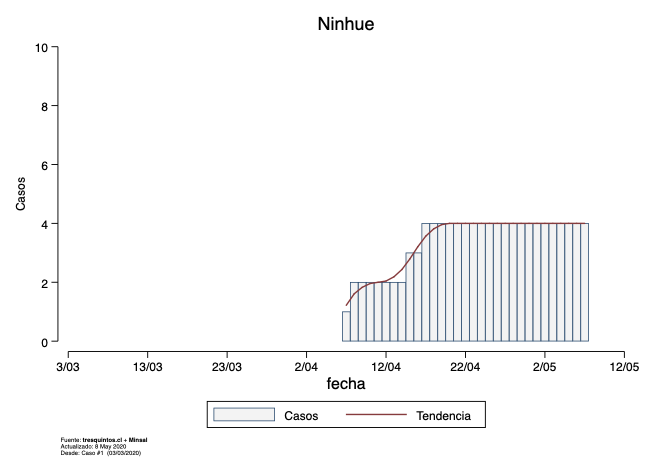 Ninhue
10
8
6
4
2
0
Casos
3/03 13/03 23/03 2/04 12/04 22/04 2/05 12/05
fecha
Casos Tendencia
Fuente: tresquintos.cl + Minsal
Actualizado: 8 May 2020
Desde: Caso #1 (03/03/2020)